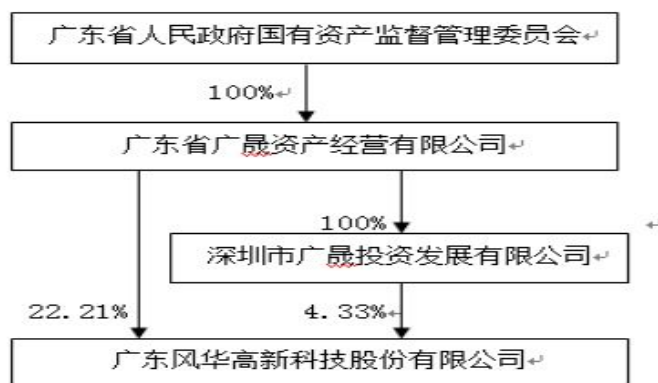 广东省人民政府国有资产监督管理委员会
100%
广东省广晟资产经营有限公司
100%
深圳市广晟投资发展有限公司
22.21%
4.33%
广东风华高新科技股份有限公司